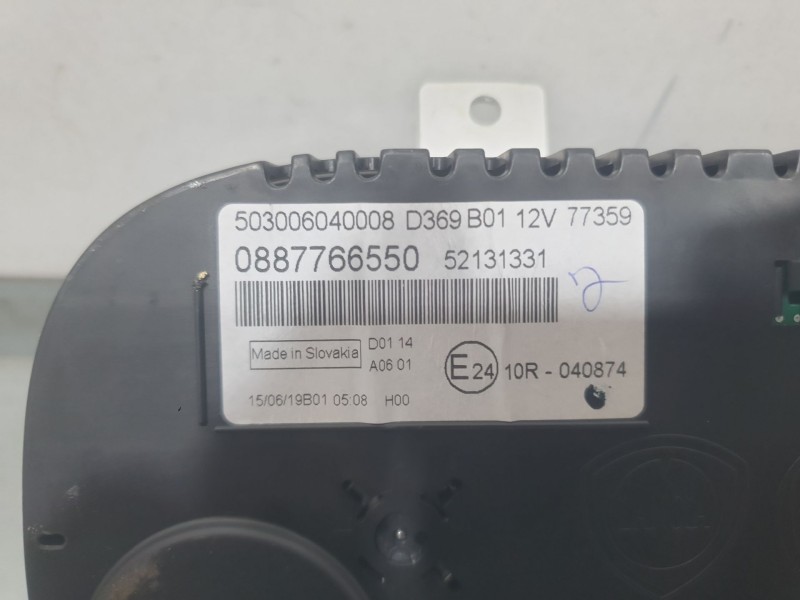 503006040008 D369 B01 12V 77359
0887766550 52131331
2
Made in Slovakia
D01 14
A06 01
E24 10R - 040874
15/06/19B01 05:08 H00